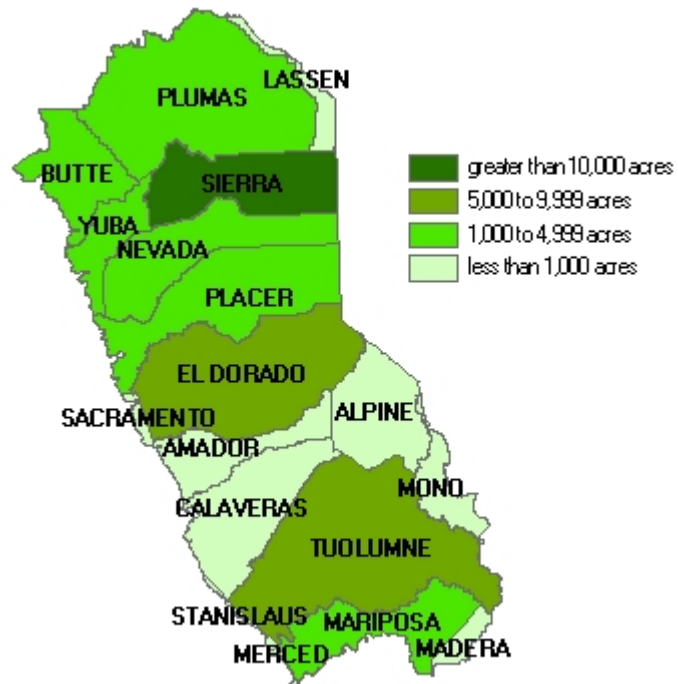 LASSEN
PLUMAS
BUTTE
SIERRA
YUBA
NEVADA
PLACER
EL DORADO
SACRAMENTO
ALPINE
AMADOR
MONO
CALAVERAS
TUOLUMNE
STANISLAUS
MARIPOSA
MERCED
MADERA
greater than 10,000 acres
5,000 to 9,999 acres
1,000 to 4,999 acres
less than 1,000 acres